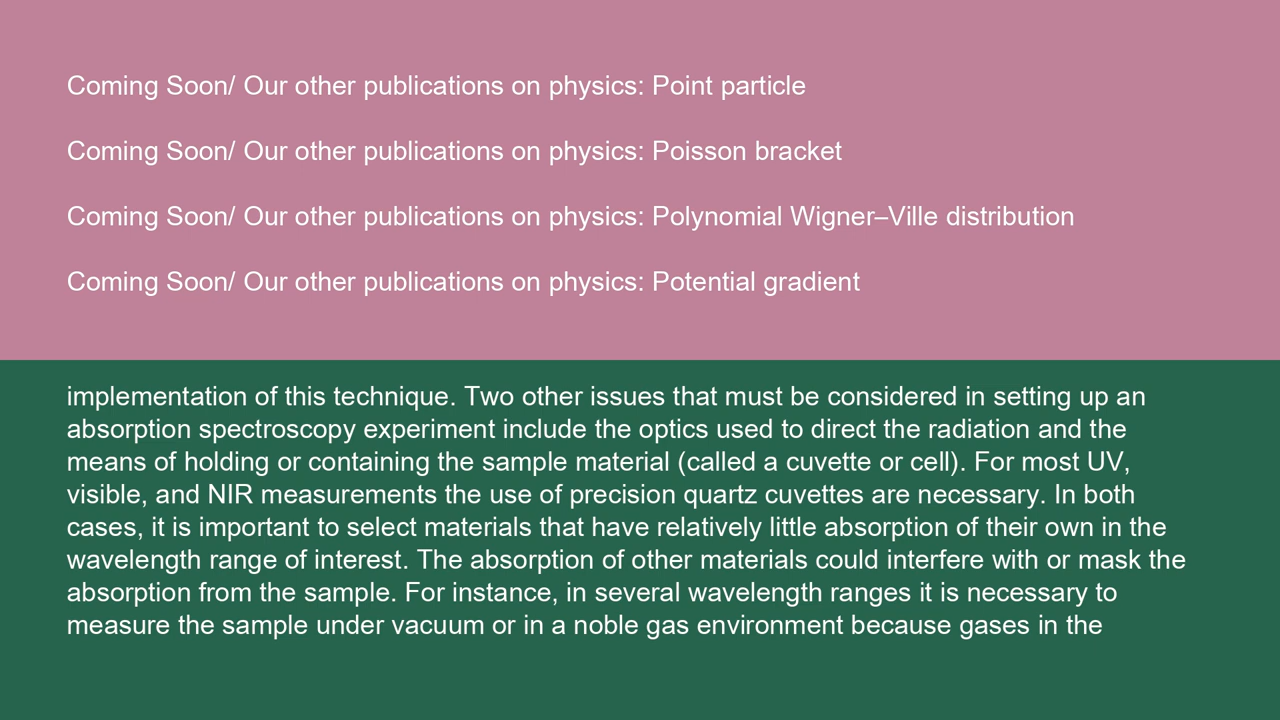 Coming Soon/ Our other publications on physics: Point particle
Coming Soon/ Our other publications on physics: Poisson bracket
Coming Soon/ Our other publications on physics: Polynomial Wigner–Ville distribution
Coming Soon/ Our other publications on physics: Potential gradient
implementation of this technique. Two other issues that must be considered in setting up an
absorption spectroscopy experiment include the optics used to direct the radiation and the
means of holding or containing the sample material (called a cuvette or cell). For most UV,
visible, and NIR measurements the use of precision quartz cuvettes are necessary. In both
cases, it is important to select materials that have relatively little absorption of their own in the
wavelength range of interest. The absorption of other materials could interfere with or mask the
absorption from the sample. For instance, in several wavelength ranges it is necessary to
measure the sample under vacuum or in a noble gas environment because gases in the